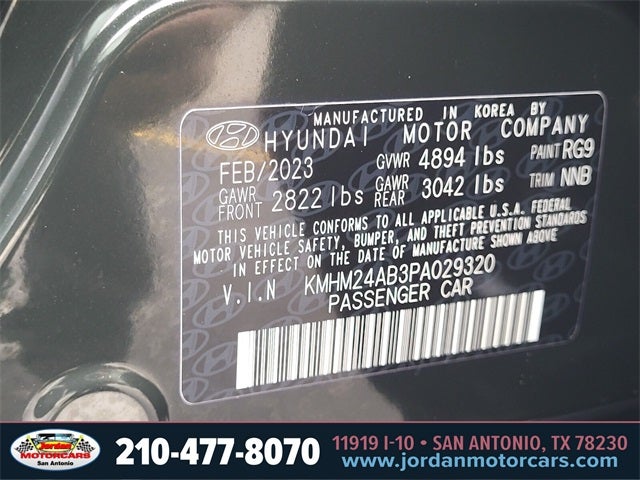 MANUFACTURED IN KOREA BY
HYUNDAI MOTOR COMPANY
FEB/2023 GVWR 4894 lbs PAINT RG9
GAWR FRONT 2822 lbs GAWR REAR 3042 lbs TRIM NNB
THIS VEHICLE CONFORMS TO ALL APPLICABLE U.S.A. FEDERAL
MOTOR VEHICLE SAFETY, BUMPER, AND THEFT PREVENTION STANDARDS
IN EFFECT ON THE DATE OF MANUFACTURE SHOWN ABOVE
V.I.N KMHM24AB3PA029320
PASSENGER CAR
Jordan
MOTORCARS
San Antonio
210-477-8070
11919 I-10 • SAN ANTONIO, TX 78230
www.jordanmotorcars.com